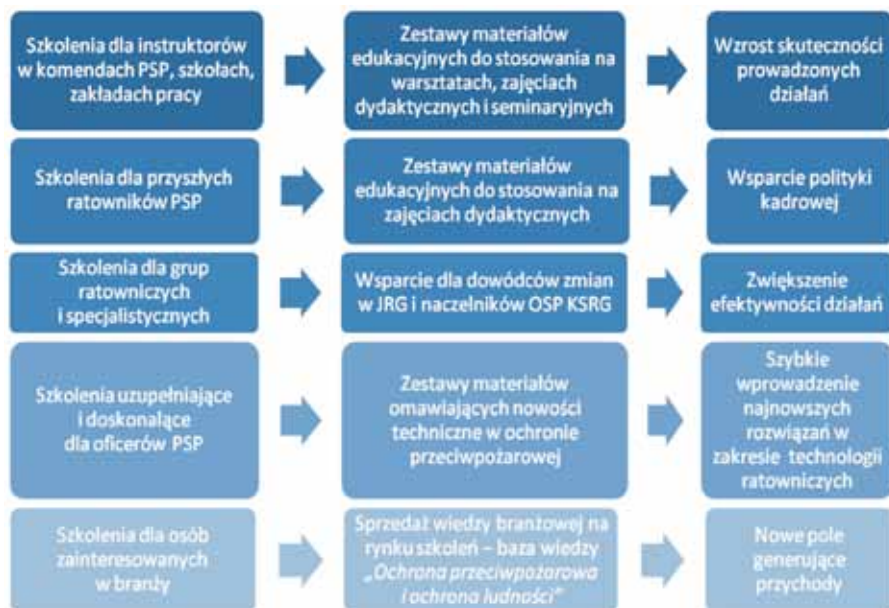 Szkolenia dla instruktorów
w komendach PSP, szkołach,
zakładach pracy
Zestawy materiałów
edukacyjnych do stosowania na
warsztatach, zajęciach
dydaktycznych i seminaryjnych
Wzrost skuteczności
prowadzonych
działań
Szkolenia dla przyszłych
ratowników PSP
Zestawy materiałów
edukacyjnych do stosowania na
zajęciach dydaktycznych
Wsparcie polityki
kadrowej
Szkolenia dla grup
ratowniczych
i specjalistycznych
Wsparcie dla dowódców zmian
w JRG i naczelników OSP KSRG
Zwiększenie
efektywności działań
Szkolenia uzupełniające
i doskonalące
dla oficerów PSP
Zestawy materiałów
omawiających nowości
techniczne w ochronie
przeciwpożarowej
Szybkie
wprowadzenie
najnowszych
rozwiązań w
zakresie technologii
ratowniczych
Szkolenia dla osób
zainteresowanych
w branży
Sprzedaż wiedzy branżowej na
rynku szkoleń – baza wiedzy
„Ochrona przeciwpożarowa
i ochrona ludności”
Nowe pole
generujące
przychody